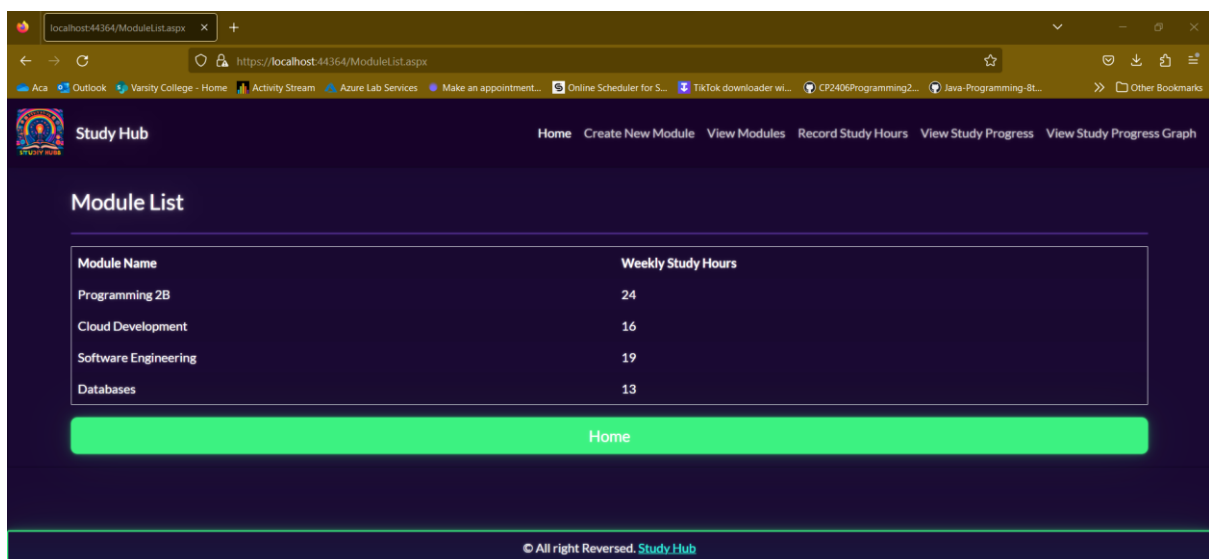 localhost:44364/ModuleList.aspx
https://localhost:44364/ModuleList.aspx
Aca Outlook Varsity College - Home Activity Stream Azure Lab Services Make an appointment... Online Scheduler for S... TikTok downloader wi... CP2406Programming2... Java-Programming-8t... Other Bookmarks
STUDIY HUBB
Study Hub Home Create New Module View Modules Record Study Hours View Study Progress View Study Progress Graph
Module List
Module Name Weekly Study Hours
Programming 2B 24
Cloud Development 16
Software Engineering 19
Databases 13
Home
© All right Reversed. Study Hub